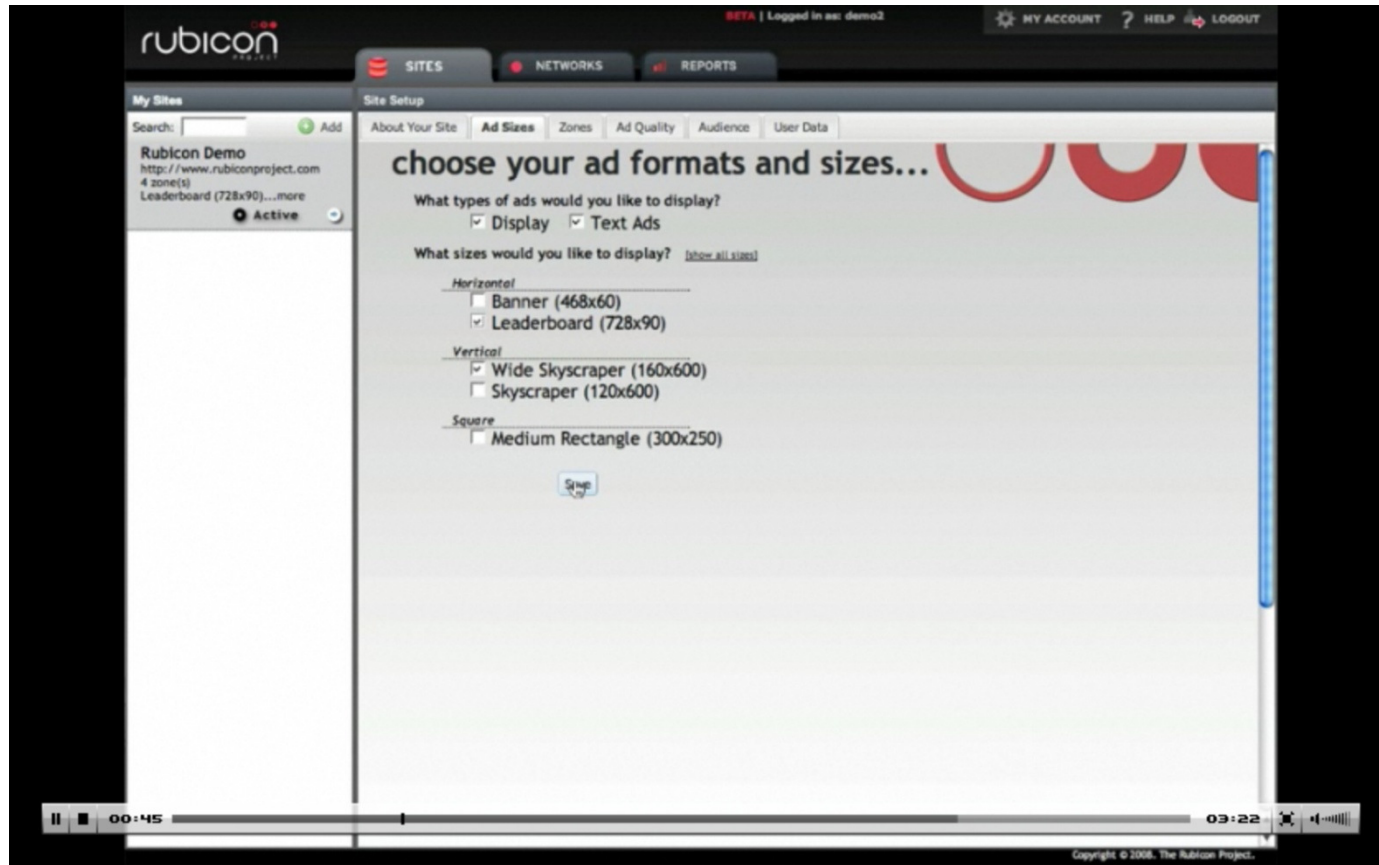 rubicon
PROJECT
BETA | Logged in as: demo2
MY ACCOUNT ? HELP LOGOUT
SITES NETWORKS REPORTS
My Sites
Search: Add
Rubicon Demo
http://www.rubiconproject.com
4 zone(s)
Leaderboard (728x90)...more
Active
Site Setup
About Your Site Ad Sizes Zones Ad Quality Audience User Data
choose your ad formats and sizes...
What types of ads would you like to display?
Display Text Ads
What sizes would you like to display? [show all sizes]
Horizontal
Banner (468x60)
Leaderboard (728x90)
Vertical
Wide Skyscraper (160x600)
Skyscraper (120x600)
Square
Medium Rectangle (300x250)
Save
00:45 03:22
Copyright © 2008. The Rubicon Project.